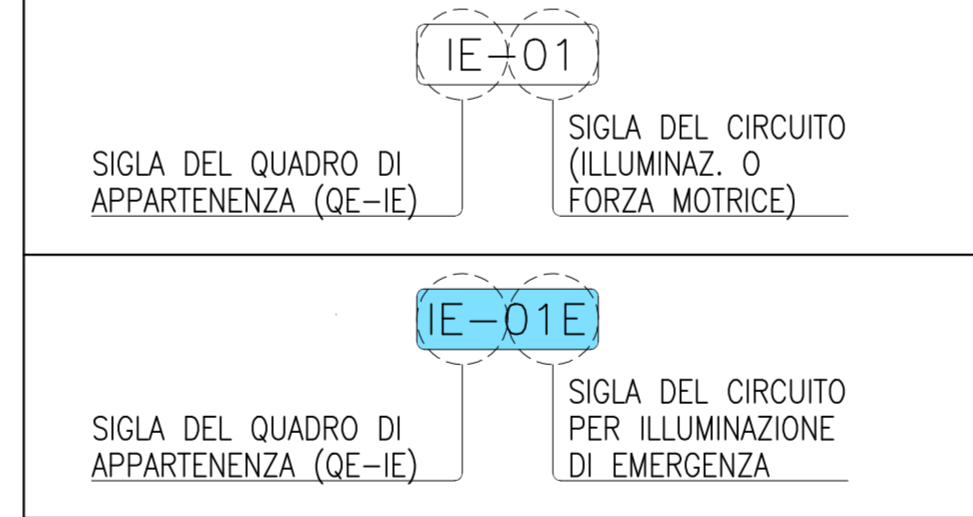 IE-01
SIGLA DEL QUADRO DI
APPARTENENZA (QE-IE)
SIGLA DEL CIRCUITO
(ILLUMINAZ. O
FORZA MOTRICE)
IE-01E
SIGLA DEL QUADRO DI
APPARTENENZA (QE-IE)
SIGLA DEL CIRCUITO
PER ILLUMINAZIONE
DI EMERGENZA